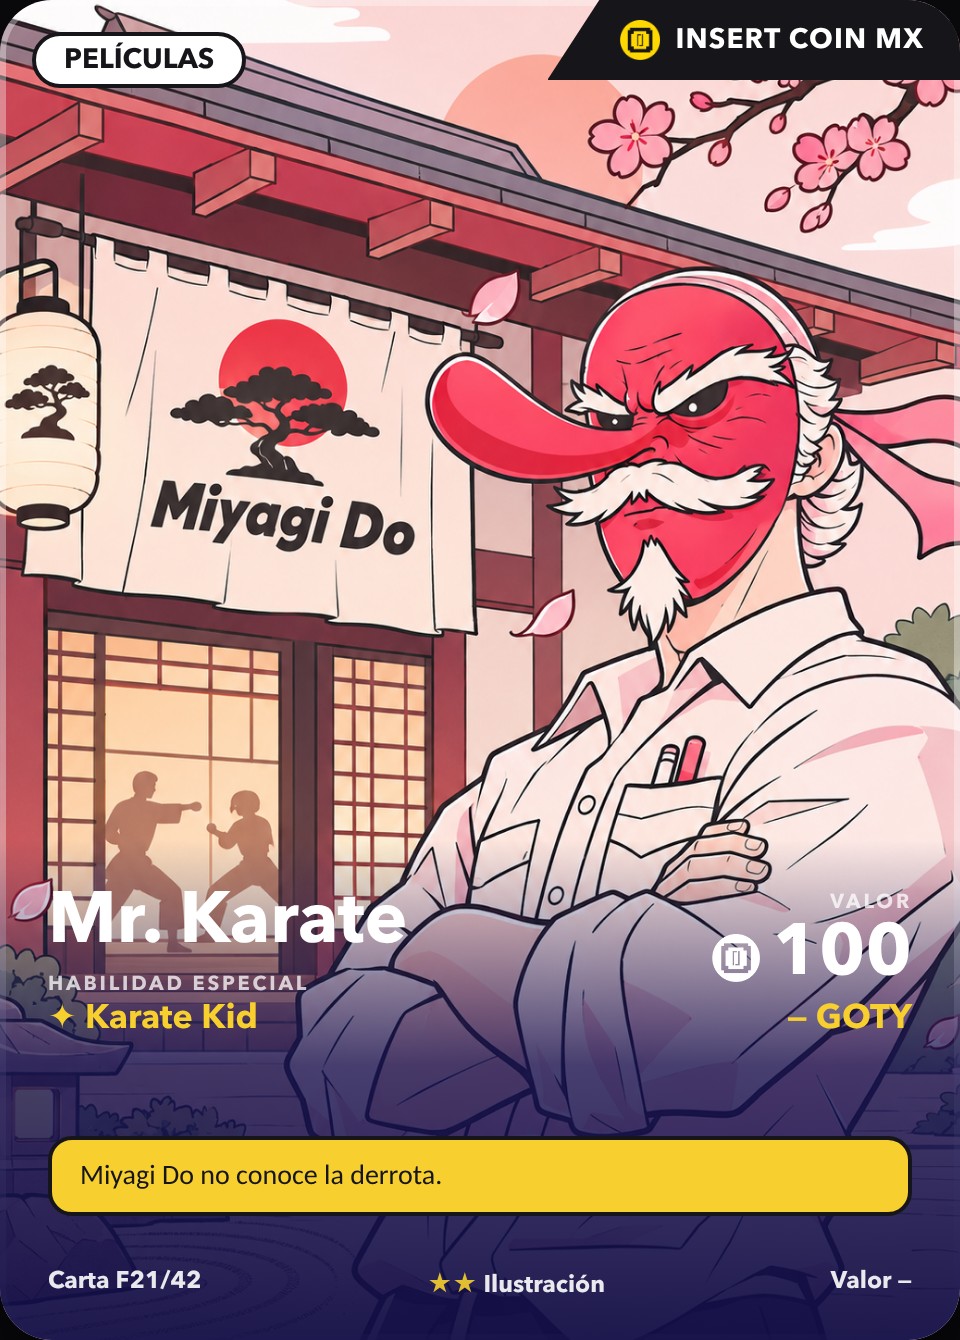 PELÍCULAS
INSERT COIN MX
Miyagi Do
Mr. Karate
VALOR
100
HABILIDAD ESPECIAL
✦ Karate Kid
– GOTY
Miyagi Do no conoce la derrota.
Carta F21/42
★★ Ilustración
Valor –